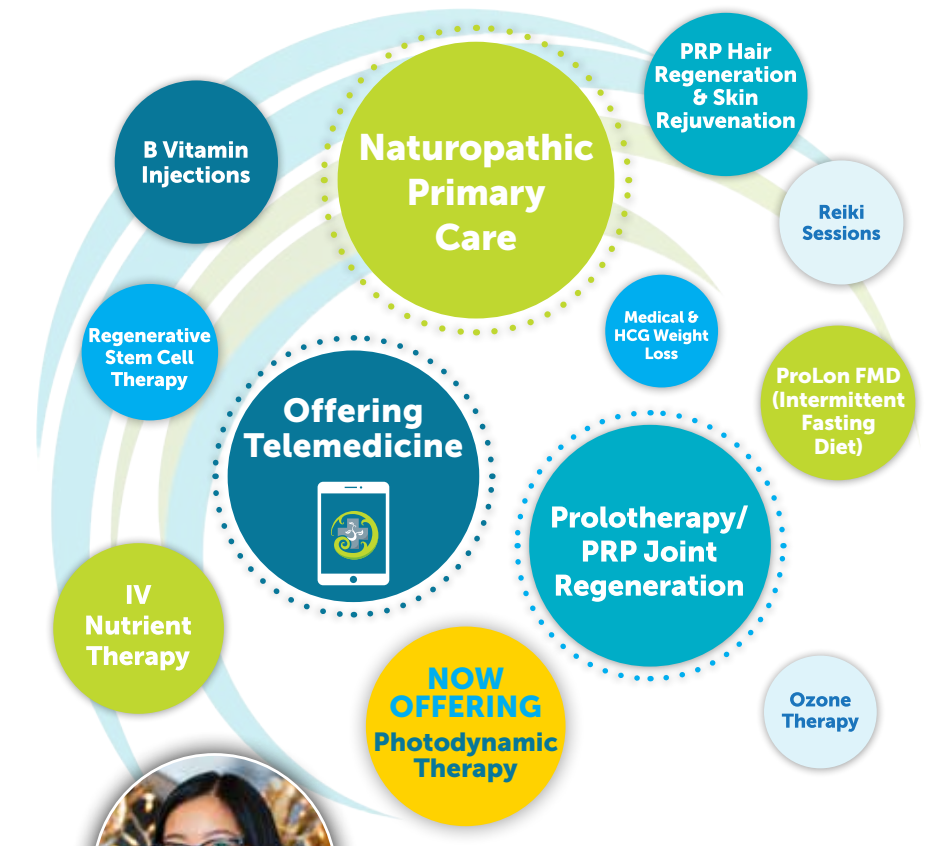 PRP Hair
Regeneration
& Skin
Rejuvenation
Naturopathic
Primary
Care
B Vitamin
Injections
Reiki
Sessions
Regenerative
Stem Cell
Therapy
Medical &
HCG Weight
Loss
ProLon FMD
(Intermittent
Fasting
Diet)
Offering
Telemedicine
Prolotherapy/
PRP Joint
Regeneration
IV
Nutrient
Therapy
NOW
OFFERING
Photodynamic
Therapy
Ozone
Therapy